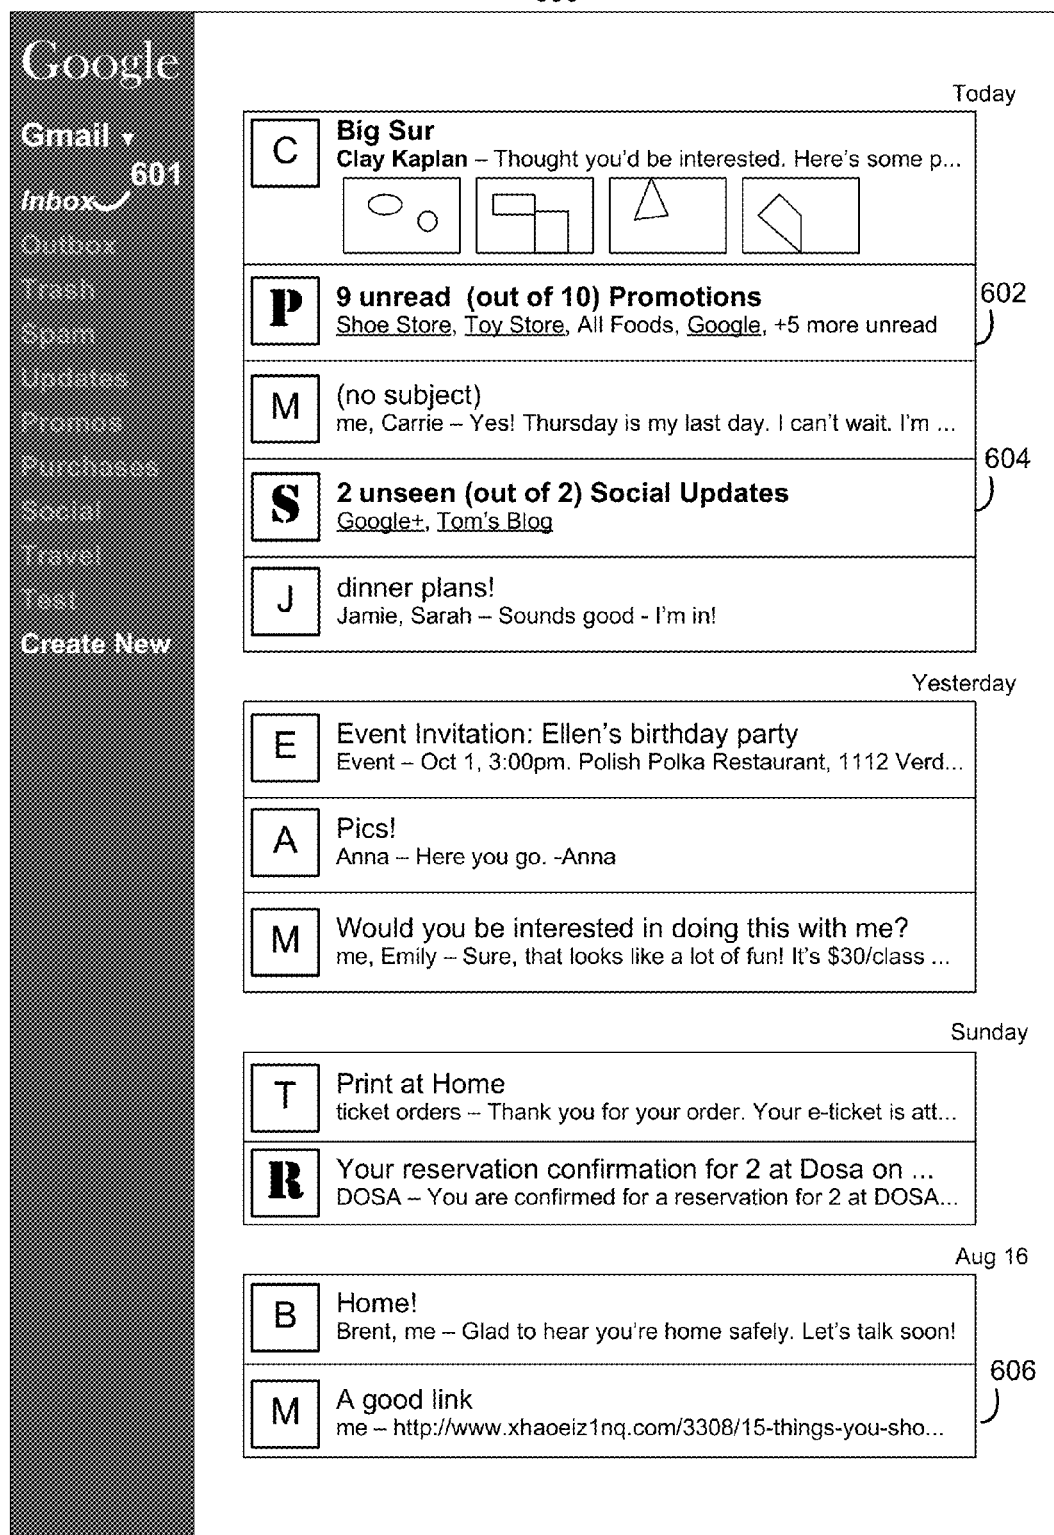 Google
Gmail ▾
601
Inbox
Outbox
Trash
Spam
Updates
Promos
Purchases
Social
Travel
Create New
Today
C
Big Sur
Clay Kaplan – Thought you'd be interested. Here's some p...
P
9 unread (out of 10) Promotions
Shoe Store, Toy Store, All Foods, Google, +5 more unread
602
M
(no subject)
me, Carrie – Yes! Thursday is my last day. I can't wait. I'm ...
604
S
2 unseen (out of 2) Social Updates
Google+, Tom's Blog
J
dinner plans!
Jamie, Sarah – Sounds good - I'm in!
Yesterday
E
Event Invitation: Ellen's birthday party
Event – Oct 1, 3:00pm. Polish Polka Restaurant, 1112 Verd...
A
Pics!
Anna – Here you go. -Anna
M
Would you be interested in doing this with me?
me, Emily – Sure, that looks like a lot of fun! It's $30/class ...
Sunday
T
Print at Home
ticket orders – Thank you for your order. Your e-ticket is att...
R
Your reservation confirmation for 2 at Dosa on ...
DOSA – You are confirmed for a reservation for 2 at DOSA...
Aug 16
B
Home!
Brent, me – Glad to hear you're home safely. Let's talk soon!
606
M
A good link
me – http://www.xhaoeiz1nq.com/3308/15-things-you-sho...